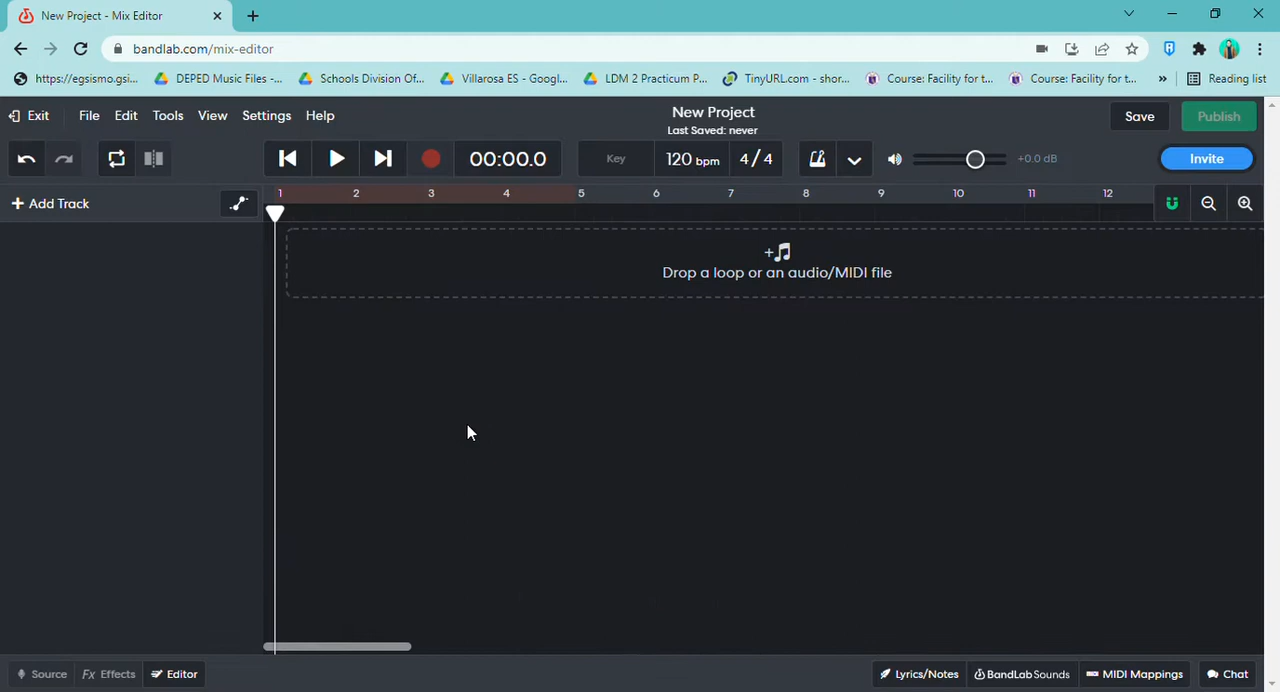 New Project - Mix Editor
bandlab.com/mix-editor
https://egsismo.gsi...
DEPED Music Files -...
Schools Division Of...
Villarosa ES - Googl...
LDM 2 Practicum P...
TinyURL.com - shor...
Course: Facility for t...
Course: Facility for t...
»
Reading list
Exit
File
Edit
Tools
View
Settings
Help
New Project
Last Saved: never
Save
Publish
00:00.0
Key
120 bpm
4/4
+0.0 dB
Invite
+ Add Track
1 2 3 4 5 6 7 8 9 10 11 12
Drop a loop or an audio/MIDI file
Source
Fx Effects
Editor
Lyrics/Notes
BandLab Sounds
MIDI Mappings
Chat